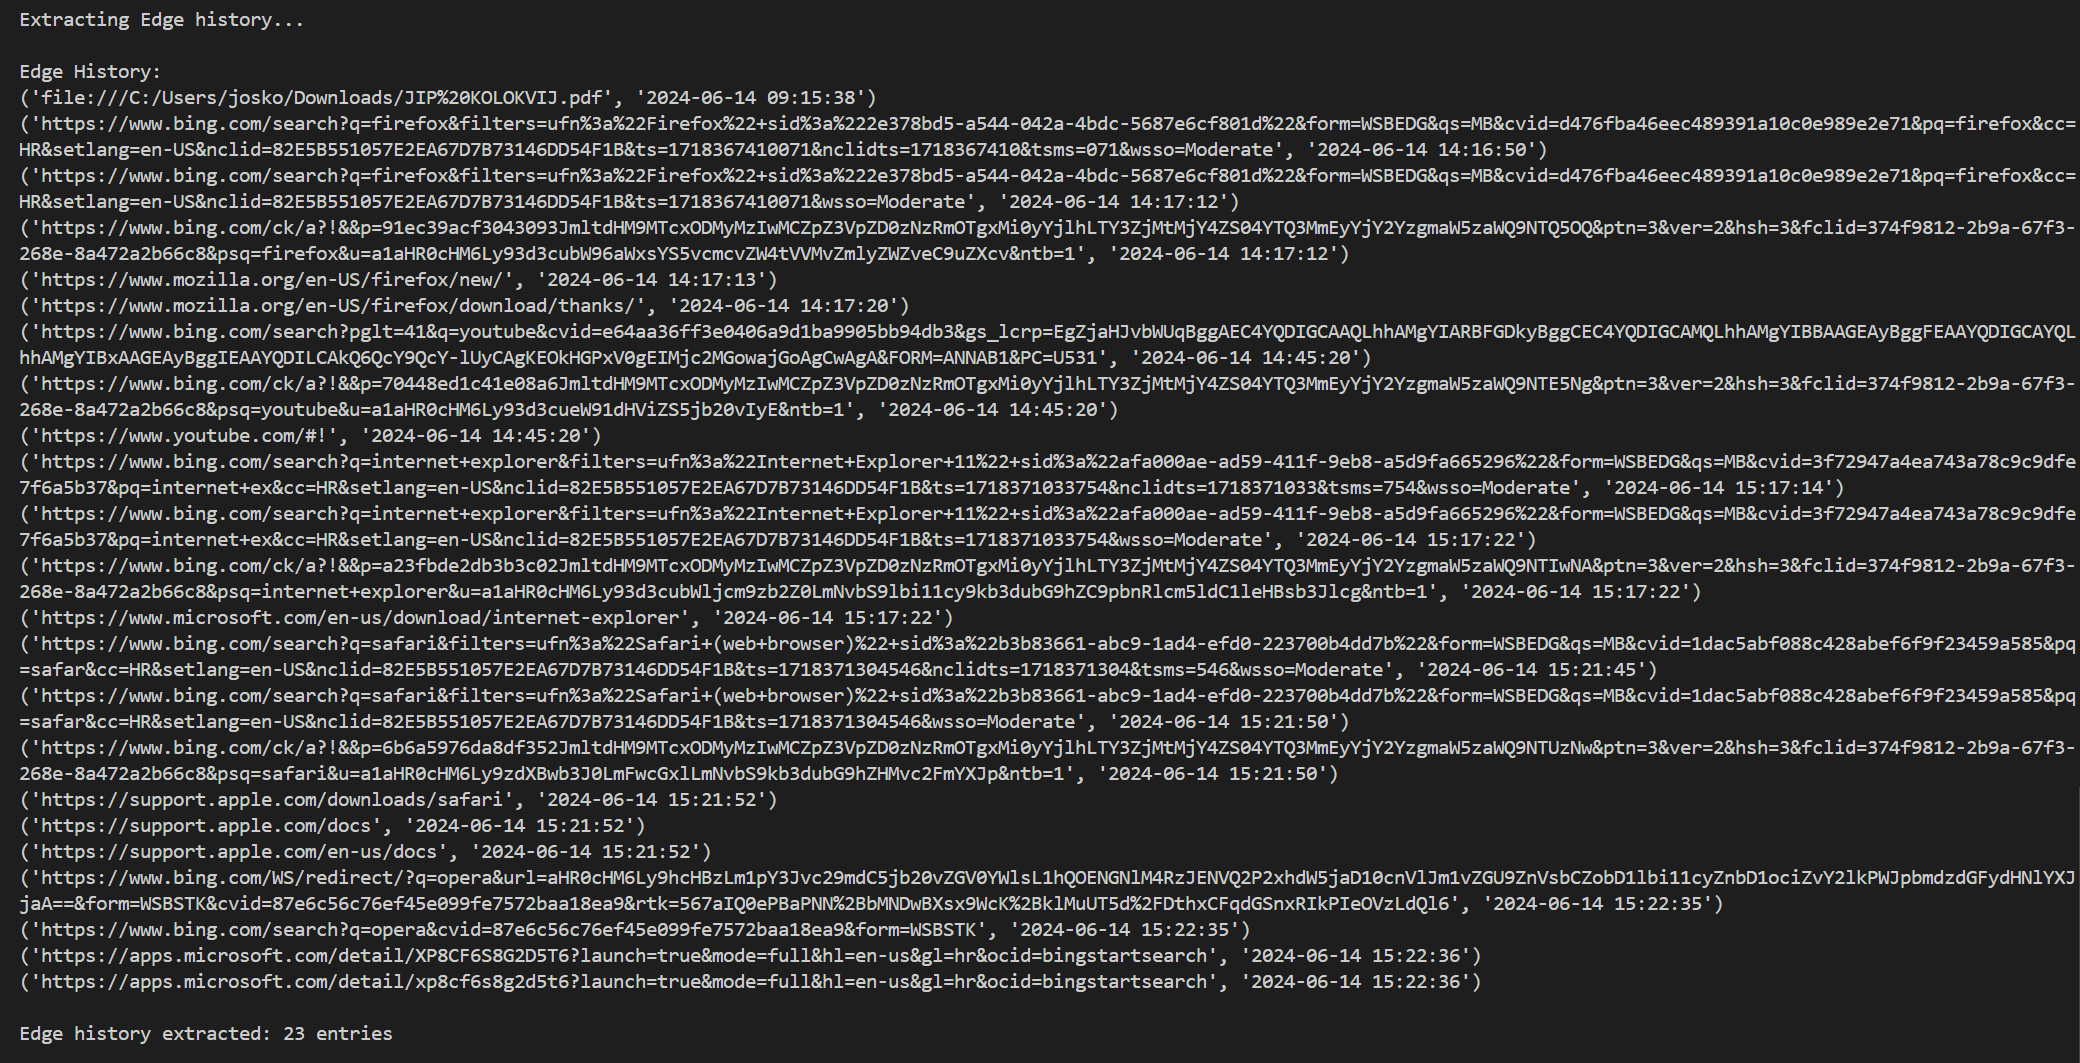 Extracting Edge history...
Edge History:
('file:///C:/Users/josko/Downloads/JIP%20KOLOKVIJ.pdf', '2024-06-14 09:15:38')
('https://www.bing.com/search?q=firefox&filters=ufn%3a%22Firefox%22+sid%3a%222e378bd5-a544-042a-4bdc-5687e6cf801d%22&form=WSBEDG&qs=MB&cvid=d476fba46eec489391a10c0e989e2e71&pq=firefox&cc=
HR&setlang=en-US&nclid=82E5B551057E2EA67D7B73146DD54F1B&ts=1718367410071&nclidts=1718367410&tsms=071&wsso=Moderate', '2024-06-14 14:16:50')
('https://www.bing.com/search?q=firefox&filters=ufn%3a%22Firefox%22+sid%3a%222e378bd5-a544-042a-4bdc-5687e6cf801d%22&form=WSBEDG&qs=MB&cvid=d476fba46eec489391a10c0e989e2e71&pq=firefox&cc=
HR&setlang=en-US&nclid=82E5B551057E2EA67D7B73146DD54F1B&ts=1718367410071&wsso=Moderate', '2024-06-14 14:17:12')
('https://www.bing.com/ck/a?!&&p=91ec39acf3043093JmltdHM9MTcxODMyMzIwMCZpZ3VpZD0zNzRmOTgxMi0yYjlhLTY3ZjMtMjY4ZS04YTQ3MmEyYjY2YzgmaW5zaWQ9NTQ5OQ&ptn=3&ver=2&hsh=3&fclid=374f9812-2b9a-67f3-
268e-8a472a2b66c8&psq=firefox&u=a1aHR0cHM6Ly93d3cubW96aWxsYS5vcmcvZW4tVVMvZmlyZWZveC9uZXcv&ntb=1', '2024-06-14 14:17:12')
('https://www.mozilla.org/en-US/firefox/new/', '2024-06-14 14:17:13')
('https://www.mozilla.org/en-US/firefox/download/thanks/', '2024-06-14 14:17:20')
('https://www.bing.com/search?pglt=41&q=youtube&cvid=e64aa36ff3e0406a9d1ba9905bb94db3&gs_lcrp=EgZjaHJvbWUqBggAEC4YQDIGCAAQLhhAMgYIARBFGDkyBggCEC4YQDIGCAMQLhhAMgYIBBAAGEAyBggFEAAYQDIGCAYQL
hhAMgYIBxAAGEAyBggIEAAYQDILCAkQ6QcY9QcY-lUyCAgKEOkHGPxV0gEIMjc2MGowajGoAgCwAgA&FORM=ANNAB1&PC=U531', '2024-06-14 14:45:20')
('https://www.bing.com/ck/a?!&&p=70448ed1c41e08a6JmltdHM9MTcxODMyMzIwMCZpZ3VpZD0zNzRmOTgxMi0yYjlhLTY3ZjMtMjY4ZS04YTQ3MmEyYjY2YzgmaW5zaWQ9NTE5Ng&ptn=3&ver=2&hsh=3&fclid=374f9812-2b9a-67f3-
268e-8a472a2b66c8&psq=youtube&u=a1aHR0cHM6Ly93d3cueW91dHViZS5jb20vIyE&ntb=1', '2024-06-14 14:45:20')
('https://www.youtube.com/#!', '2024-06-14 14:45:20')
('https://www.bing.com/search?q=internet+explorer&filters=ufn%3a%22Internet+Explorer+11%22+sid%3a%22afa000ae-ad59-411f-9eb8-a5d9fa665296%22&form=WSBEDG&qs=MB&cvid=3f72947a4ea743a78c9c9dfe
7f6a5b37&pq=internet+ex&cc=HR&setlang=en-US&nclid=82E5B551057E2EA67D7B73146DD54F1B&ts=1718371033754&nclidts=1718371033&tsms=754&wsso=Moderate', '2024-06-14 15:17:14')
('https://www.bing.com/search?q=internet+explorer&filters=ufn%3a%22Internet+Explorer+11%22+sid%3a%22afa000ae-ad59-411f-9eb8-a5d9fa665296%22&form=WSBEDG&qs=MB&cvid=3f72947a4ea743a78c9c9dfe
7f6a5b37&pq=internet+ex&cc=HR&setlang=en-US&nclid=82E5B551057E2EA67D7B73146DD54F1B&ts=1718371033754&wsso=Moderate', '2024-06-14 15:17:22')
('https://www.bing.com/ck/a?!&&p=a23fbde2db3b3c02JmltdHM9MTcxODMyMzIwMCZpZ3VpZD0zNzRmOTgxMi0yYjlhLTY3ZjMtMjY4ZS04YTQ3MmEyYjY2YzgmaW5zaWQ9NTIwNA&ptn=3&ver=2&hsh=3&fclid=374f9812-2b9a-67f3-
268e-8a472a2b66c8&psq=internet+explorer&u=a1aHR0cHM6Ly93d3cubWljcm9zb2Z0LmNvbS9lbi11cy9kb3dubG9hZC9pbnRlcm5ldC1leHBsb3Jlcg&ntb=1', '2024-06-14 15:17:22')
('https://www.microsoft.com/en-us/download/internet-explorer', '2024-06-14 15:17:22')
('https://www.bing.com/search?q=safari&filters=ufn%3a%22Safari+(web+browser)%22+sid%3a%22b3b83661-abc9-1ad4-efd0-223700b4dd7b%22&form=WSBEDG&qs=MB&cvid=1dac5abf088c428abef6f9f23459a585&pq
=safar&cc=HR&setlang=en-US&nclid=82E5B551057E2EA67D7B73146DD54F1B&ts=1718371304546&nclidts=1718371304&tsms=546&wsso=Moderate', '2024-06-14 15:21:45')
('https://www.bing.com/search?q=safari&filters=ufn%3a%22Safari+(web+browser)%22+sid%3a%22b3b83661-abc9-1ad4-efd0-223700b4dd7b%22&form=WSBEDG&qs=MB&cvid=1dac5abf088c428abef6f9f23459a585&pq
=safar&cc=HR&setlang=en-US&nclid=82E5B551057E2EA67D7B73146DD54F1B&ts=1718371304546&wsso=Moderate', '2024-06-14 15:21:50')
('https://www.bing.com/ck/a?!&&p=6b6a5976da8df352JmltdHM9MTcxODMyMzIwMCZpZ3VpZD0zNzRmOTgxMi0yYjlhLTY3ZjMtMjY4ZS04YTQ3MmEyYjY2YzgmaW5zaWQ9NTUzNw&ptn=3&ver=2&hsh=3&fclid=374f9812-2b9a-67f3-
268e-8a472a2b66c8&psq=safari&u=a1aHR0cHM6Ly9zdXBwb3J0LmFwcGxlLmNvbS9kb3dubG9hZHMvc2FmYXJp&ntb=1', '2024-06-14 15:21:50')
('https://support.apple.com/downloads/safari', '2024-06-14 15:21:52')
('https://support.apple.com/docs', '2024-06-14 15:21:52')
('https://support.apple.com/en-us/docs', '2024-06-14 15:21:52')
('https://www.bing.com/WS/redirect/?q=opera&url=aHR0cHM6Ly9hcHBzLm1pY3Jvc29mdC5jb20vZGV0YWlsL1hQOENGNlM4RzJENVQ2P2xhdW5jaD10cnVlJm1vZGU9ZnVsbCZobD1lbi11cyZnbD1ociZvY2lkPWJpbmdzdGFydHNlYXJ
jaA==&form=WSBSTK&cvid=87e6c56c76ef45e099fe7572baa18ea9&rtk=567aIQ0ePBaPNN%2BbMNDwBXsx9WcK%2BklMuUT5d%2FDthxCFqdGSnxRIkPIeOVzLdQl6', '2024-06-14 15:22:35')
('https://www.bing.com/search?q=opera&cvid=87e6c56c76ef45e099fe7572baa18ea9&form=WSBSTK', '2024-06-14 15:22:35')
('https://apps.microsoft.com/detail/XP8CF6S8G2D5T6?launch=true&mode=full&hl=en-us&gl=hr&ocid=bingstartsearch', '2024-06-14 15:22:36')
('https://apps.microsoft.com/detail/xp8cf6s8g2d5t6?launch=true&mode=full&hl=en-us&gl=hr&ocid=bingstartsearch', '2024-06-14 15:22:36')
Edge history extracted: 23 entries